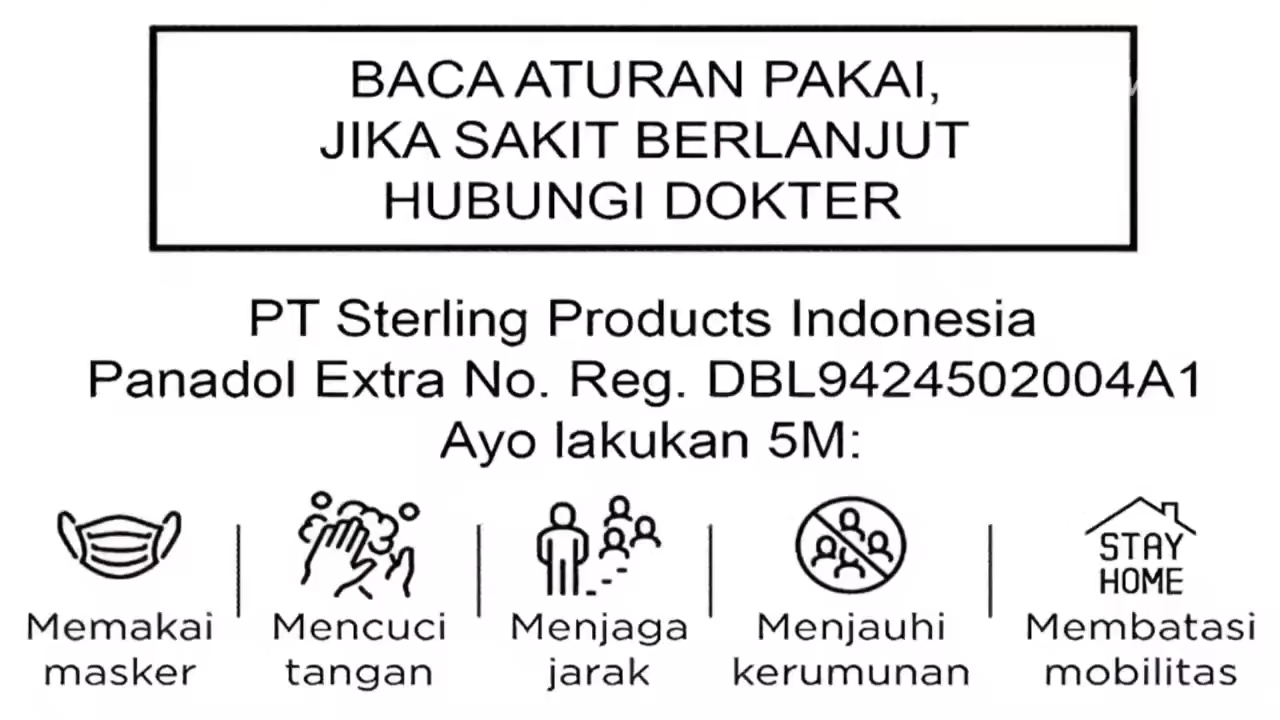 BACA ATURAN PAKAI,
JIKA SAKIT BERLANJUT
HUBUNGI DOKTER
PT Sterling Products Indonesia
Panadol Extra No. Reg. DBL9424502004A1
Ayo lakukan 5M:
STAY
HOME
Memakai
masker
Mencuci
tangan
Menjaga
jarak
Menjauhi
kerumunan
Membatasi
mobilitas